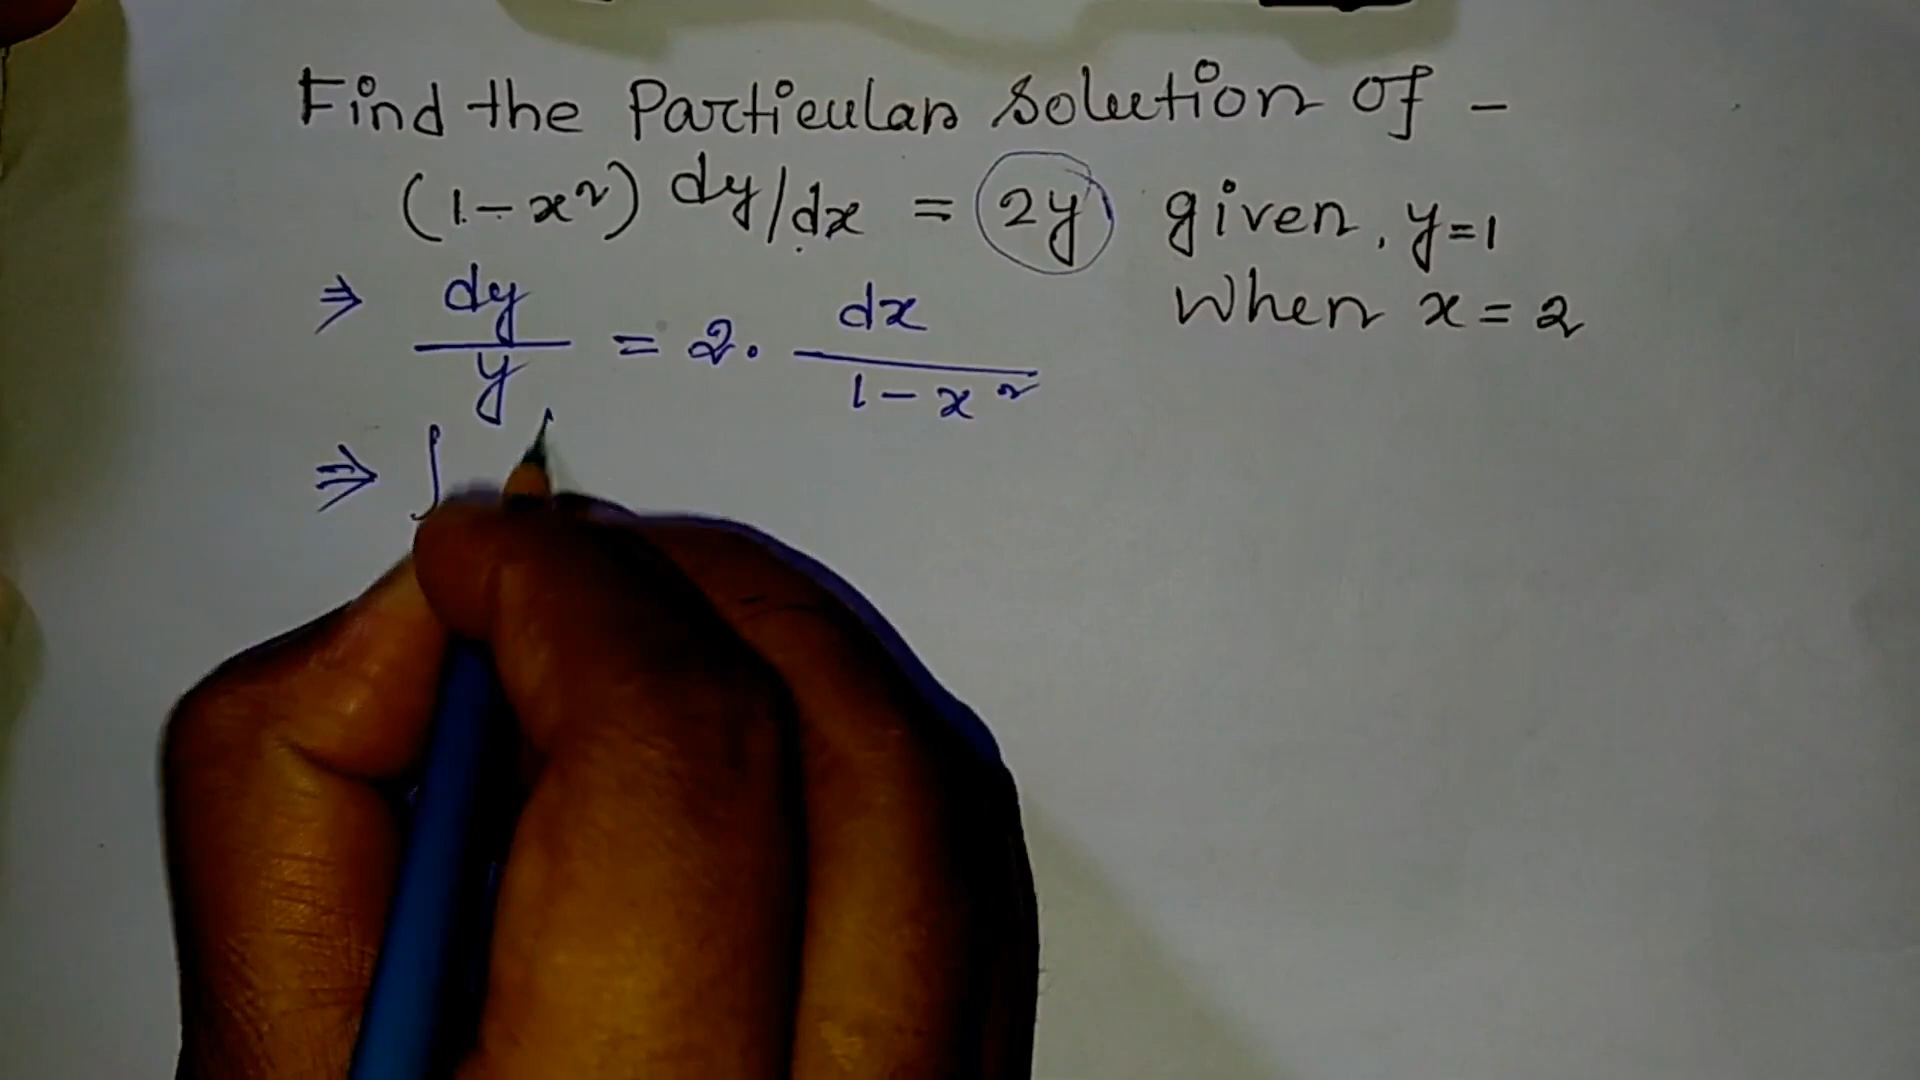 Find the Particular Solution of -
(1-x²) dy/dx = 2y given, y=1
When x = 2
⇒ dy/y = 2. dx/1-x²
⇒ ∫